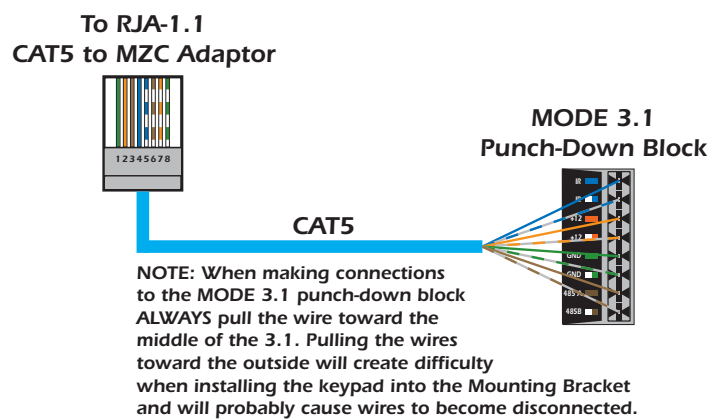 To RJA-1.1
CAT5 to MZC Adaptor
12345678
MODE 3.1
Punch-Down Block
IR
IR
+12
+12
GND
GND
485 A
485B
CAT5
NOTE: When making connections
to the MODE 3.1 punch-down block
ALWAYS pull the wire toward the
middle of the 3.1. Pulling the wires
toward the outside will create difficulty
when installing the keypad into the Mounting Bracket
and will probably cause wires to become disconnected.